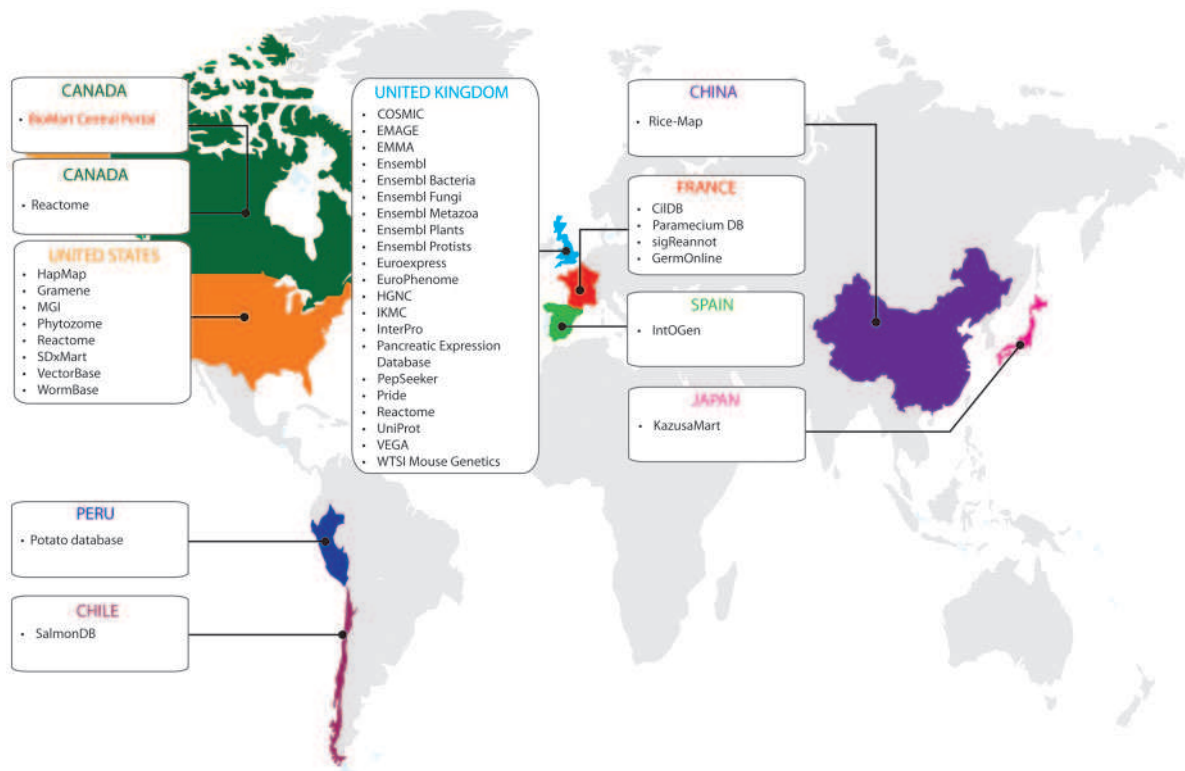 CANADA
• BioMart Central Portal
CANADA
• Reactome
UNITED STATES
• HapMap
• Gramene
• MGI
• Phytozome
• Reactome
• SDxMart
• VectorBase
• WormBase
UNITED KINGDOM
• COSMIC
• EMAGE
• EMMA
• Ensembl
• Ensembl Bacteria
• Ensembl Fungi
• Ensembl Metazoa
• Ensembl Plants
• Ensembl Protists
• Euroexpress
• EuroPhenome
• HGNC
• IKMC
• InterPro
• Pancreatic Expression
Database
• PepSeeker
• Pride
• Reactome
• UniProt
• VEGA
• WTSI Mouse Genetics
CHINA
• Rice-Map
FRANCE
• CilDB
• Paramecium DB
• sigReannot
• GermOnline
SPAIN
• IntOGen
JAPAN
• KazusaMart
PERU
• Potato database
CHILE
• SalmonDB